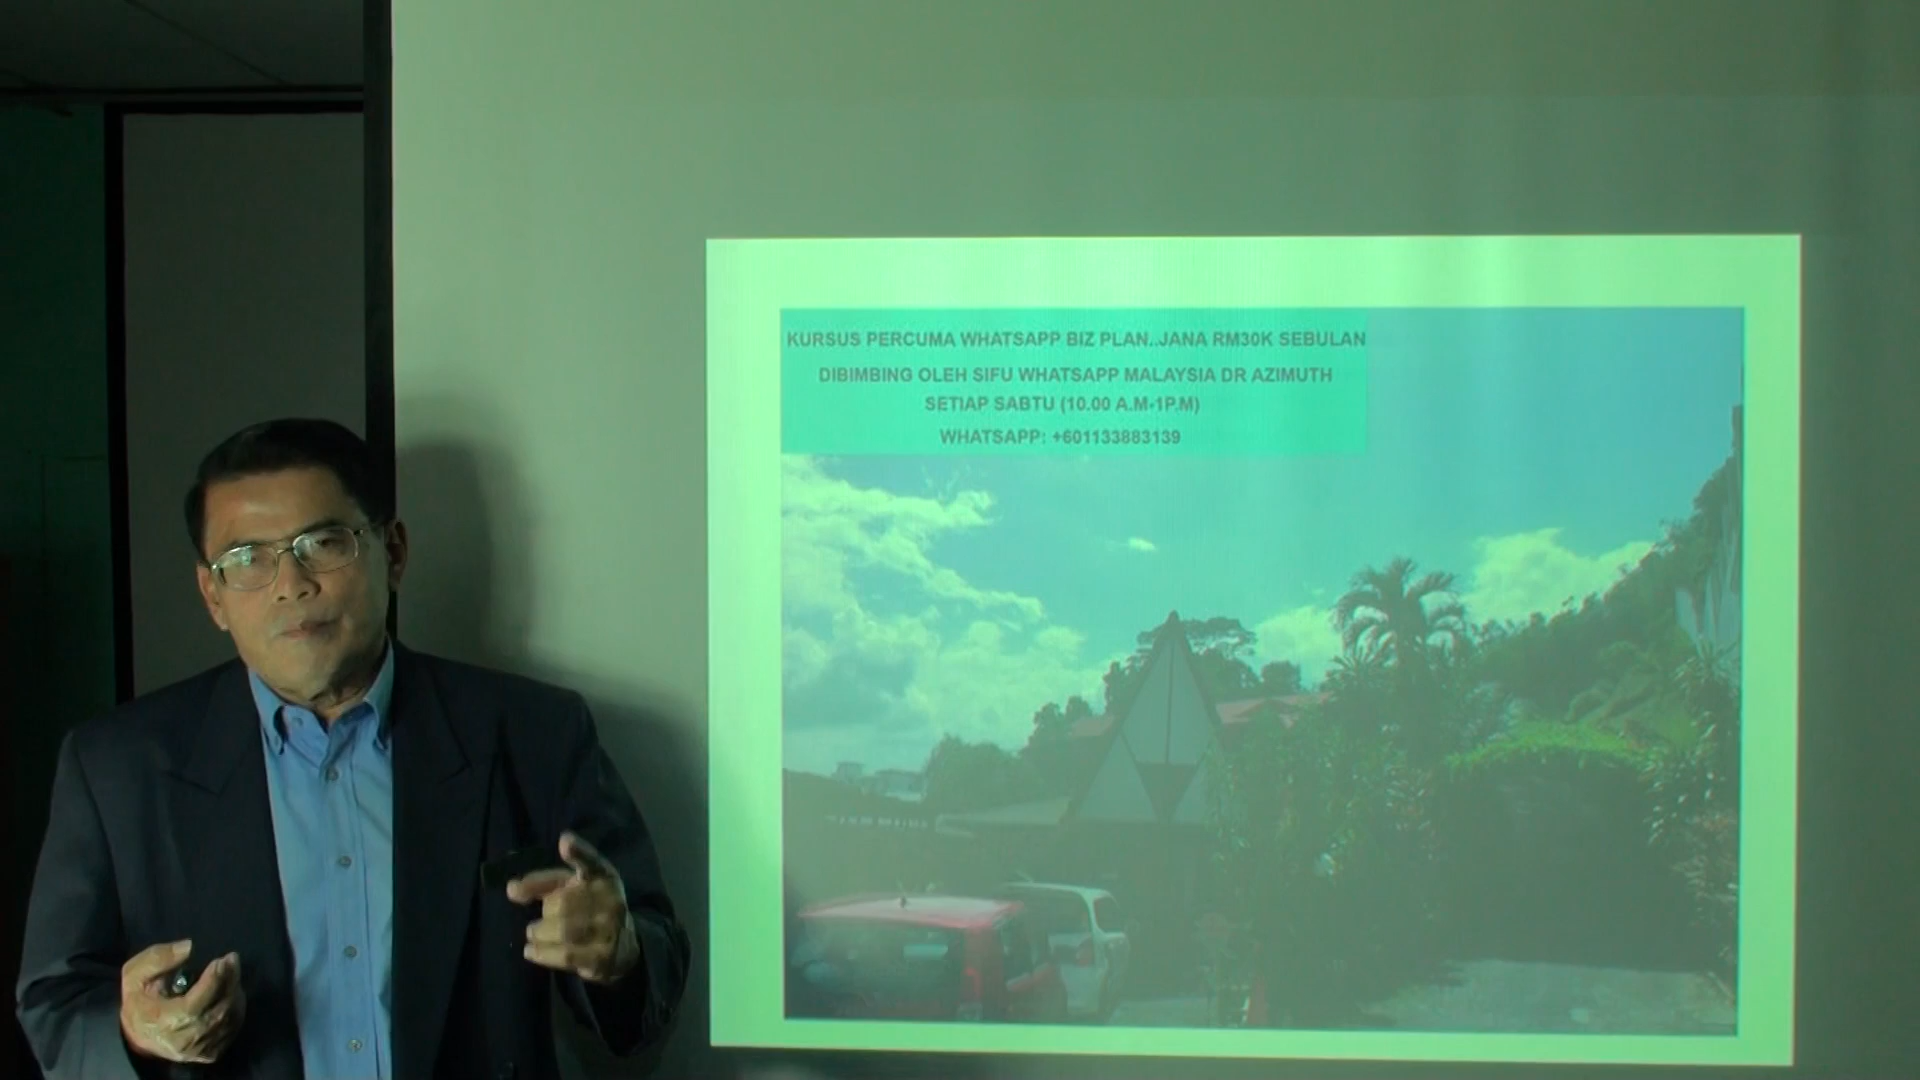 KURSUS PERCUMA WHATSAPP BIZ PLAN..JANA RM30K SEBULAN
DIBIMBING OLEH SIFU WHATSAPP MALAYSIA DR AZIMUTH
SETIAP SABTU (10.00 A.M-1P.M)
WHATSAPP: +601133883139